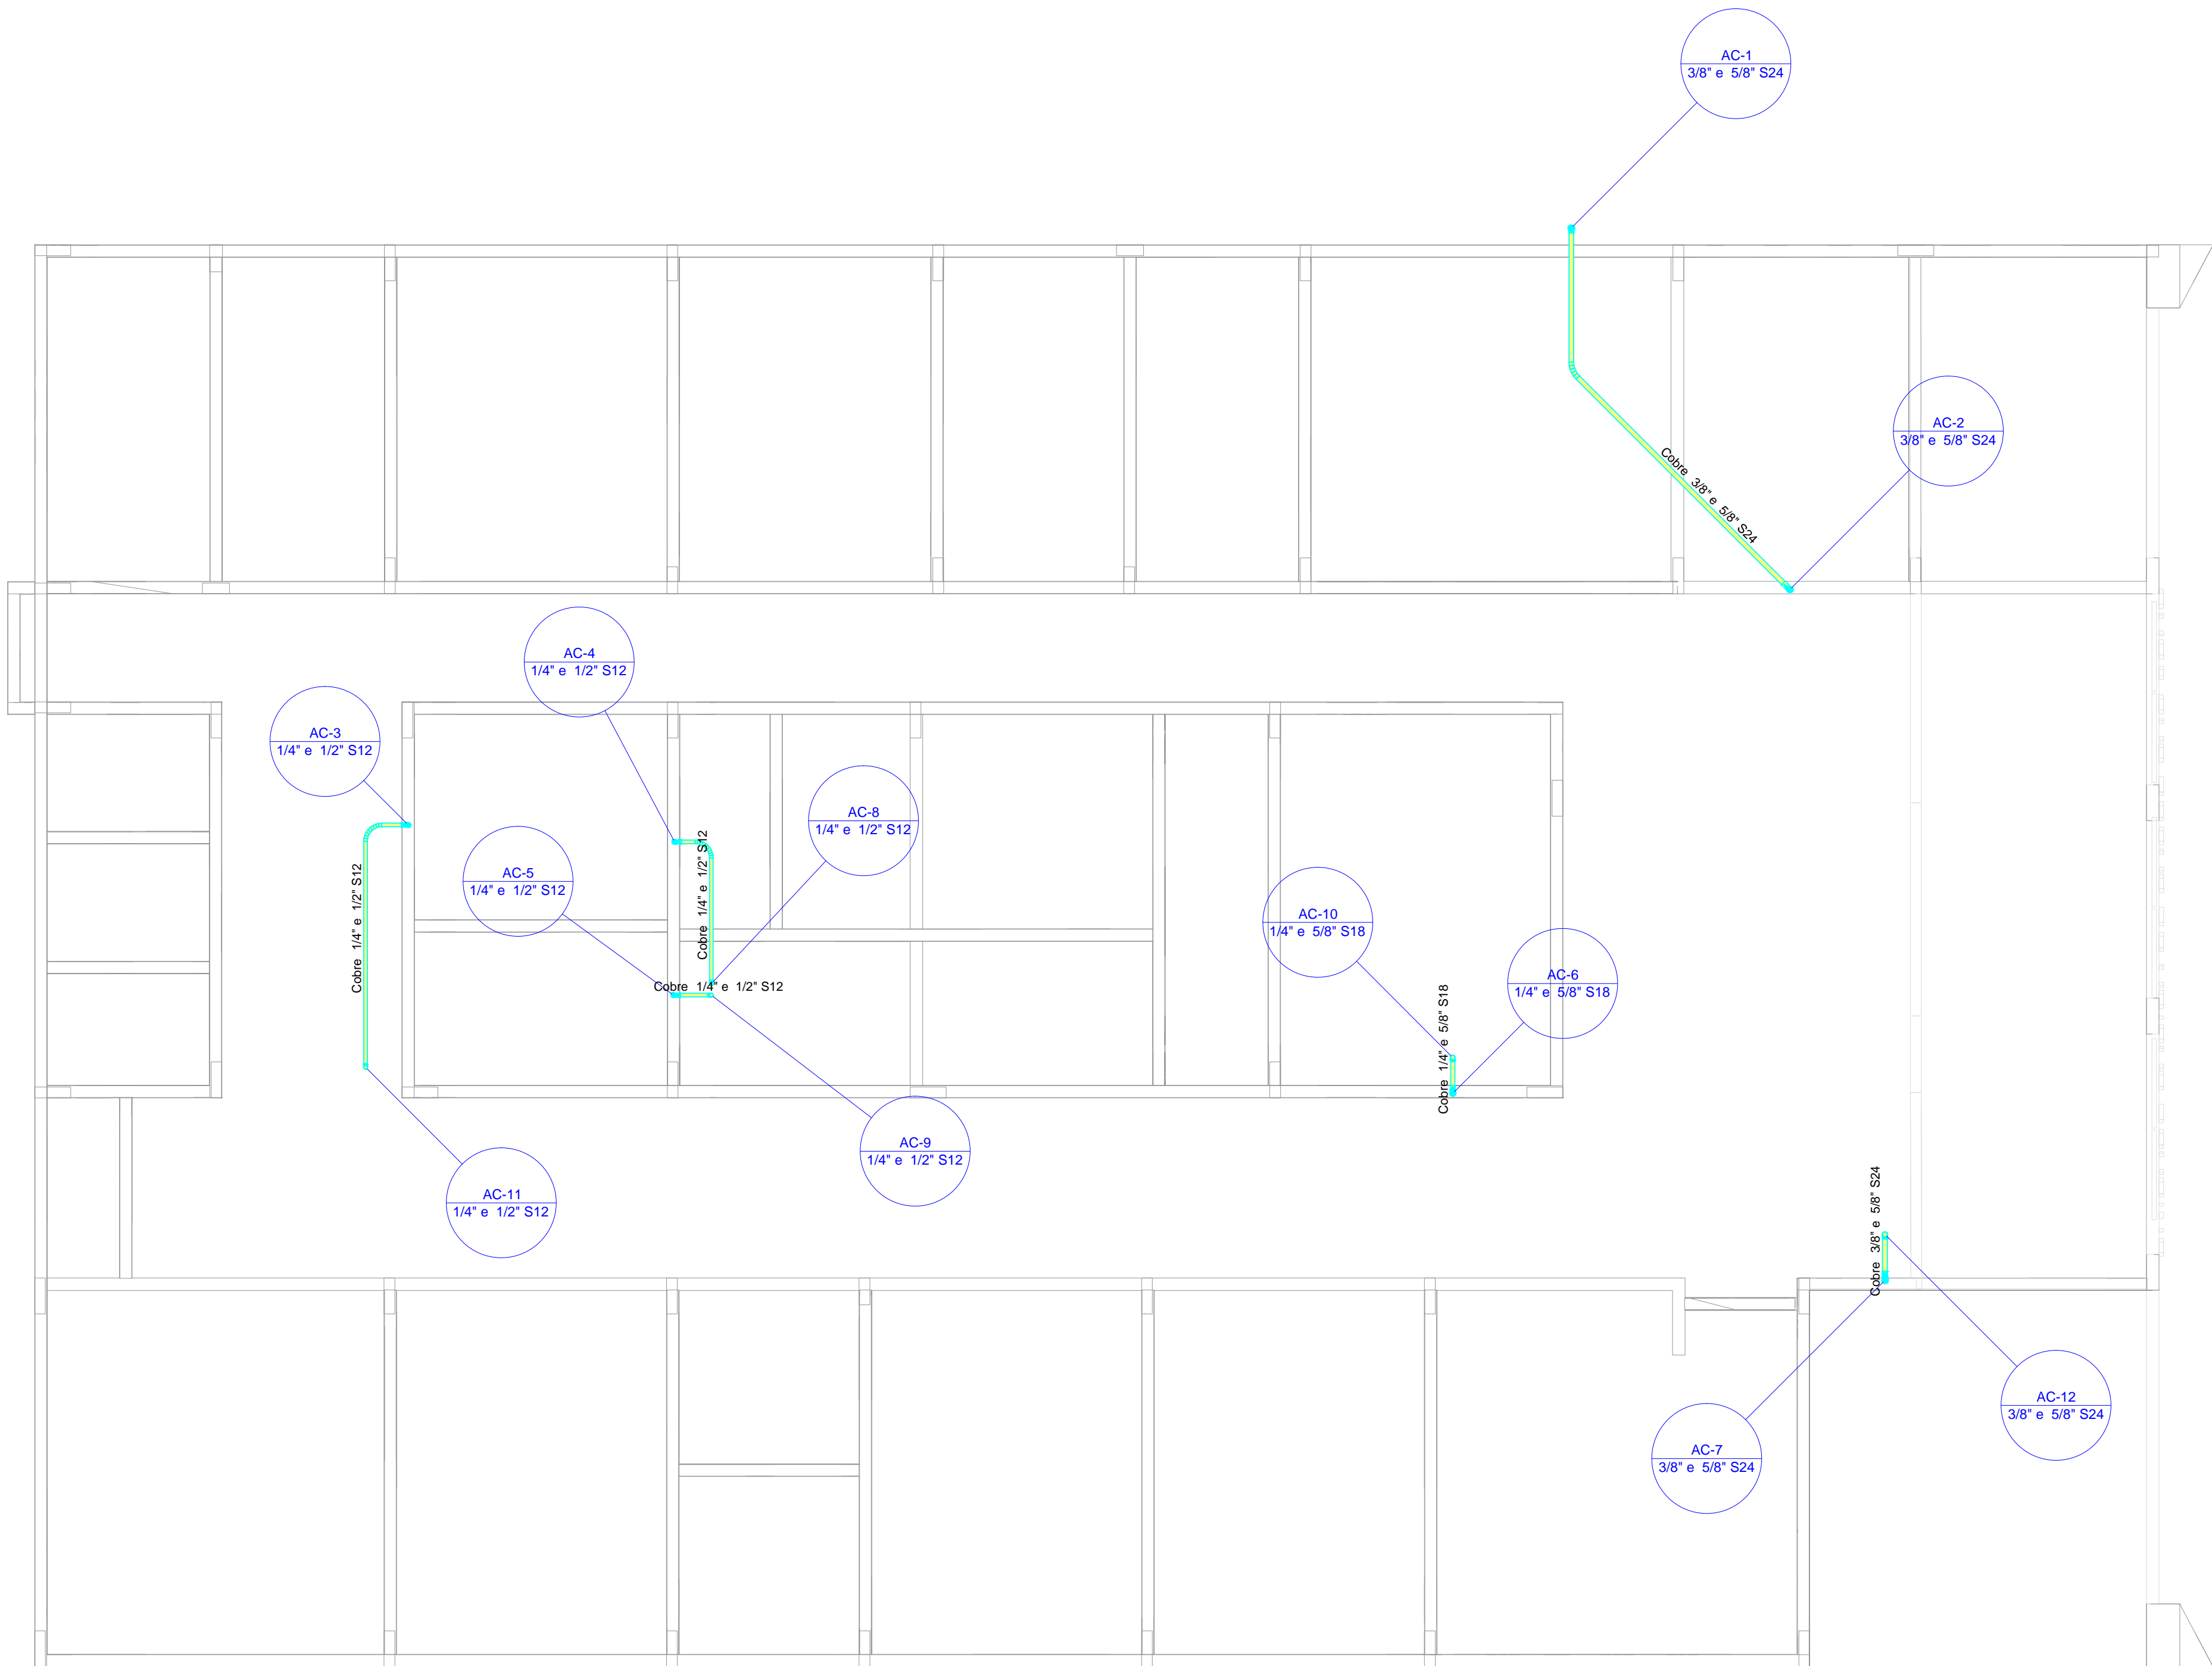 AC-1
3/8" e  5/8" S24
AC-2
3/8" e  5/8" S24
Cobre  3/8" e  5/8" S24
AC-4
1/4" e  1/2" S12
AC-3
1/4" e  1/2" S12
AC-8
1/4" e  1/2" S12
AC-5
1/4" e  1/2" S12
Cobre  1/4" e  1/2" S12
Cobre  1/4" e  1/2" S12
Cobre  1/4" e  1/2" S12
AC-10
1/4" e  5/8" S18
AC-6
1/4" e  5/8" S18
Cobre  1/4" e  5/8" S18
AC-9
1/4" e  1/2" S12
AC-11
1/4" e  1/2" S12
Cobre  3/8" e  5/8" S24
AC-12
3/8" e  5/8" S24
AC-7
3/8" e  5/8" S24